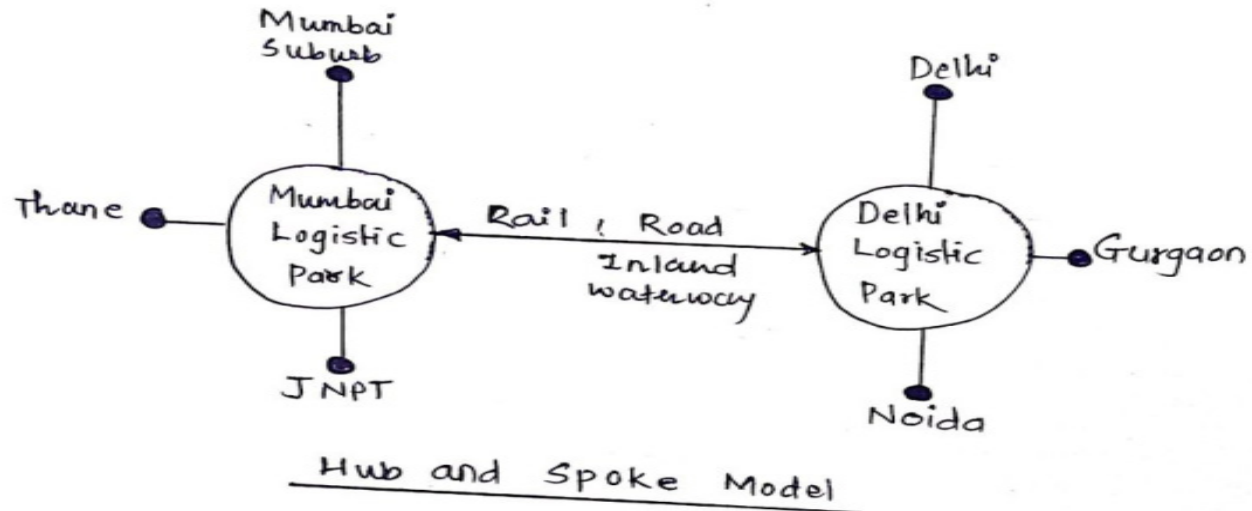 Mumbai
Suburb
Delhi
Thane
Mumbai
Logistic
Park
Rail, Road
Inland
waterway
Delhi
Logistic
Park
Gurgaon
JNPT
Noida
Hub and Spoke Model